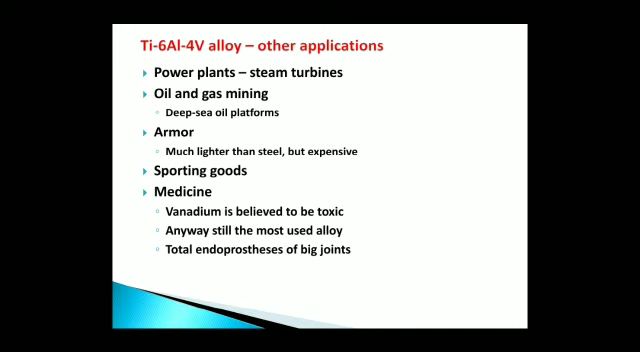 Ti-6Al-4V alloy – other applications
Power plants – steam turbines
Oil and gas mining
Deep-sea oil platforms
Armor
Much lighter than steel, but expensive
Sporting goods
Medicine
Vanadium is believed to be toxic
Anyway still the most used alloy
Total endoprostheses of big joints